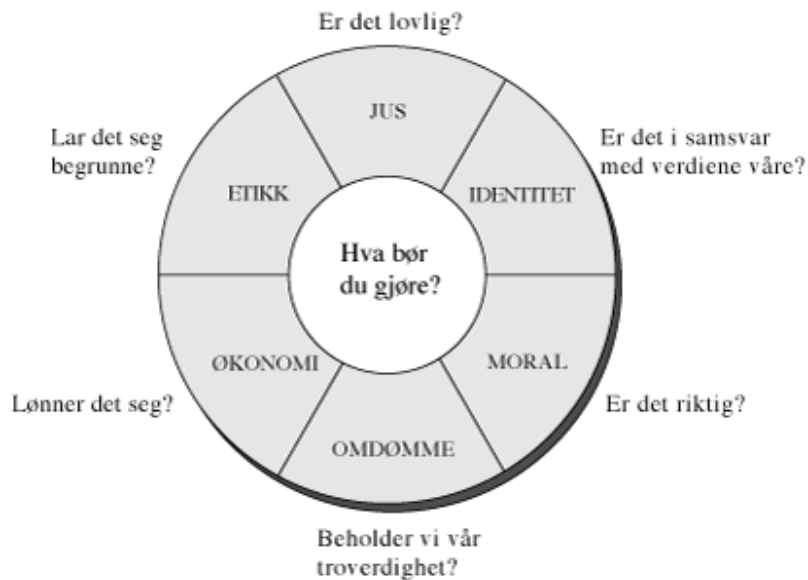 Er det lovlig?
JUS
Lar det seg
begrunne?
ETIKK
Er det i samsvar
med verdiene våre?
IDENTITET
Hva bør
du gjøre?
ØKONOMI
Lønner det seg?
MORAL
Er det riktig?
OMDØMME
Beholder vi vår
troverdighet?